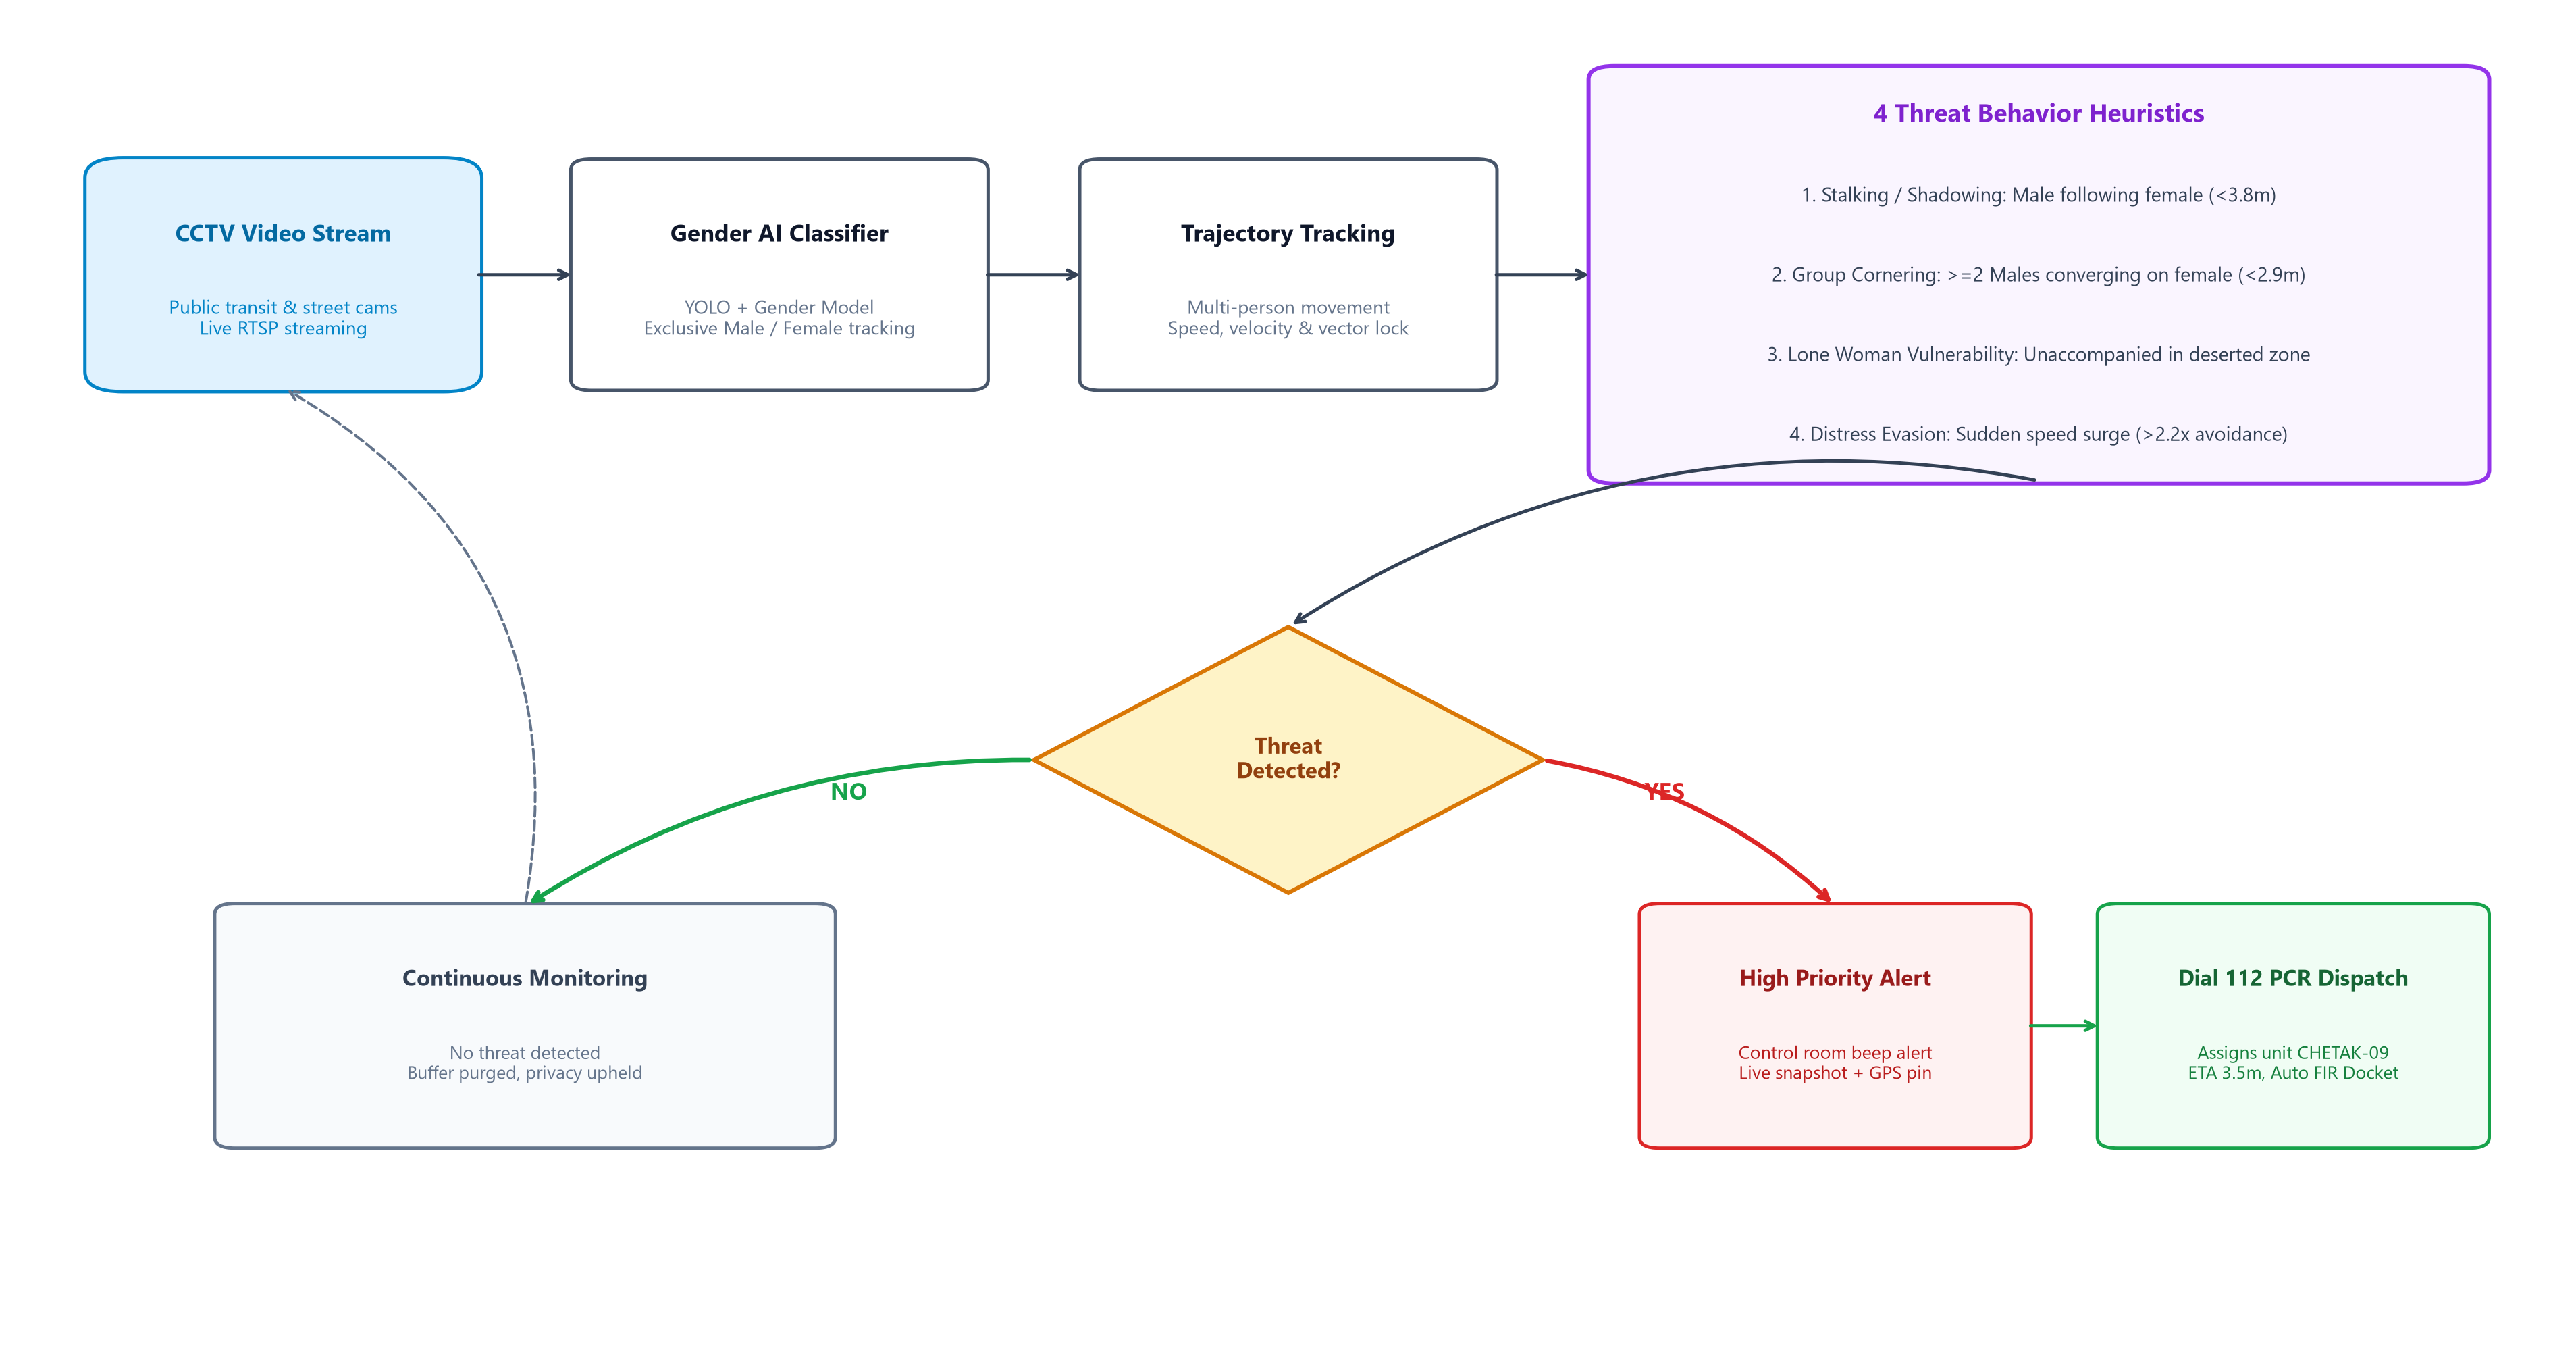 CCTV Video Stream
Public transit & street cams
Live RTSP streaming
Gender AI Classifier
YOLO + Gender Model
Exclusive Male / Female tracking
Trajectory Tracking
Multi-person movement
Speed, velocity & vector lock
4 Threat Behavior Heuristics
1. Stalking / Shadowing: Male following female (<3.8m)
2. Group Cornering: >=2 Males converging on female (<2.9m)
3. Lone Woman Vulnerability: Unaccompanied in deserted zone
4. Distress Evasion: Sudden speed surge (>2.2x avoidance)
Threat
Detected?
NO
YES
Continuous Monitoring
No threat detected
Buffer purged, privacy upheld
High Priority Alert
Control room beep alert
Live snapshot + GPS pin
Dial 112 PCR Dispatch
Assigns unit CHETAK-09
ETA 3.5m, Auto FIR Docket